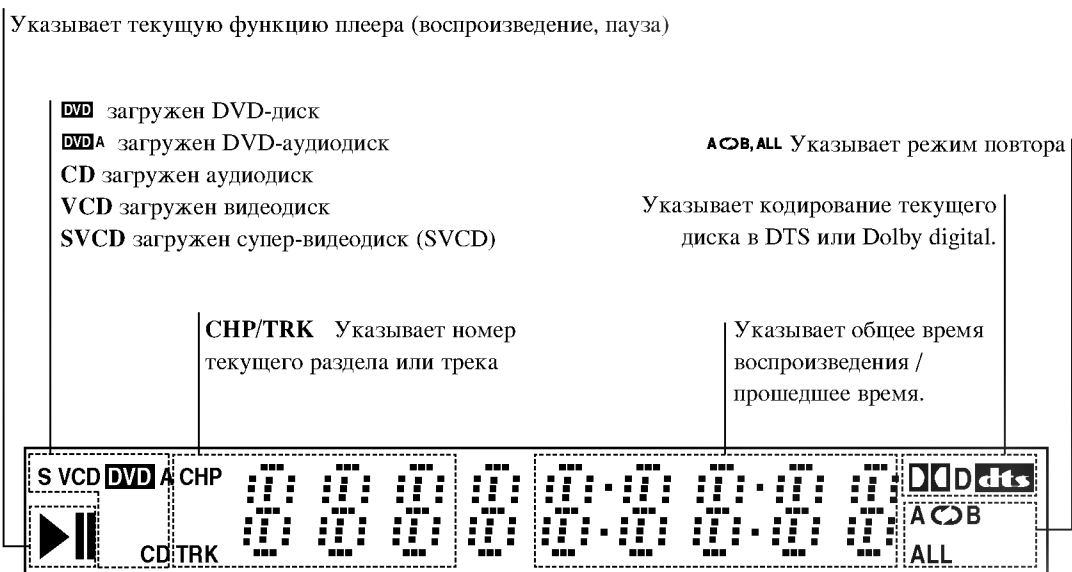 Указывает текущую функцию плеера (воспроизведение, пауза)
DVD загружен DVD-диск
DVD A загружен DVD-аудиодиск
CD загружен аудиодиск
VCD загружен видеодиск
SVCD загружен супер-видеодиск (SVCD)
A B, ALL Указывает режим повтора
Указывает кодирование текущего
диска в DTS или Dolby digital.
CHP/TRK Указывает номер
текущего раздела или трека
Указывает общее время
воспроизведения /
прошедшее время.
S VCD DVD A CHP
D dts
A B
CD TRK
ALL